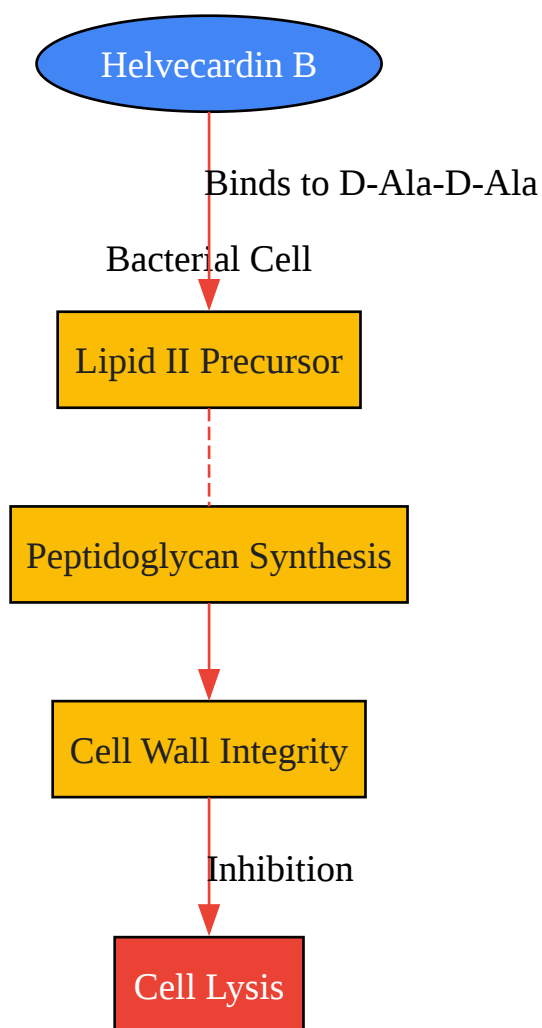 Helvecardin B
Binds to D-Ala-D-Ala
Bacterial Cell
Lipid II Precursor
Peptidoglycan Synthesis
Cell Wall Integrity
Inhibition
Cell Lysis